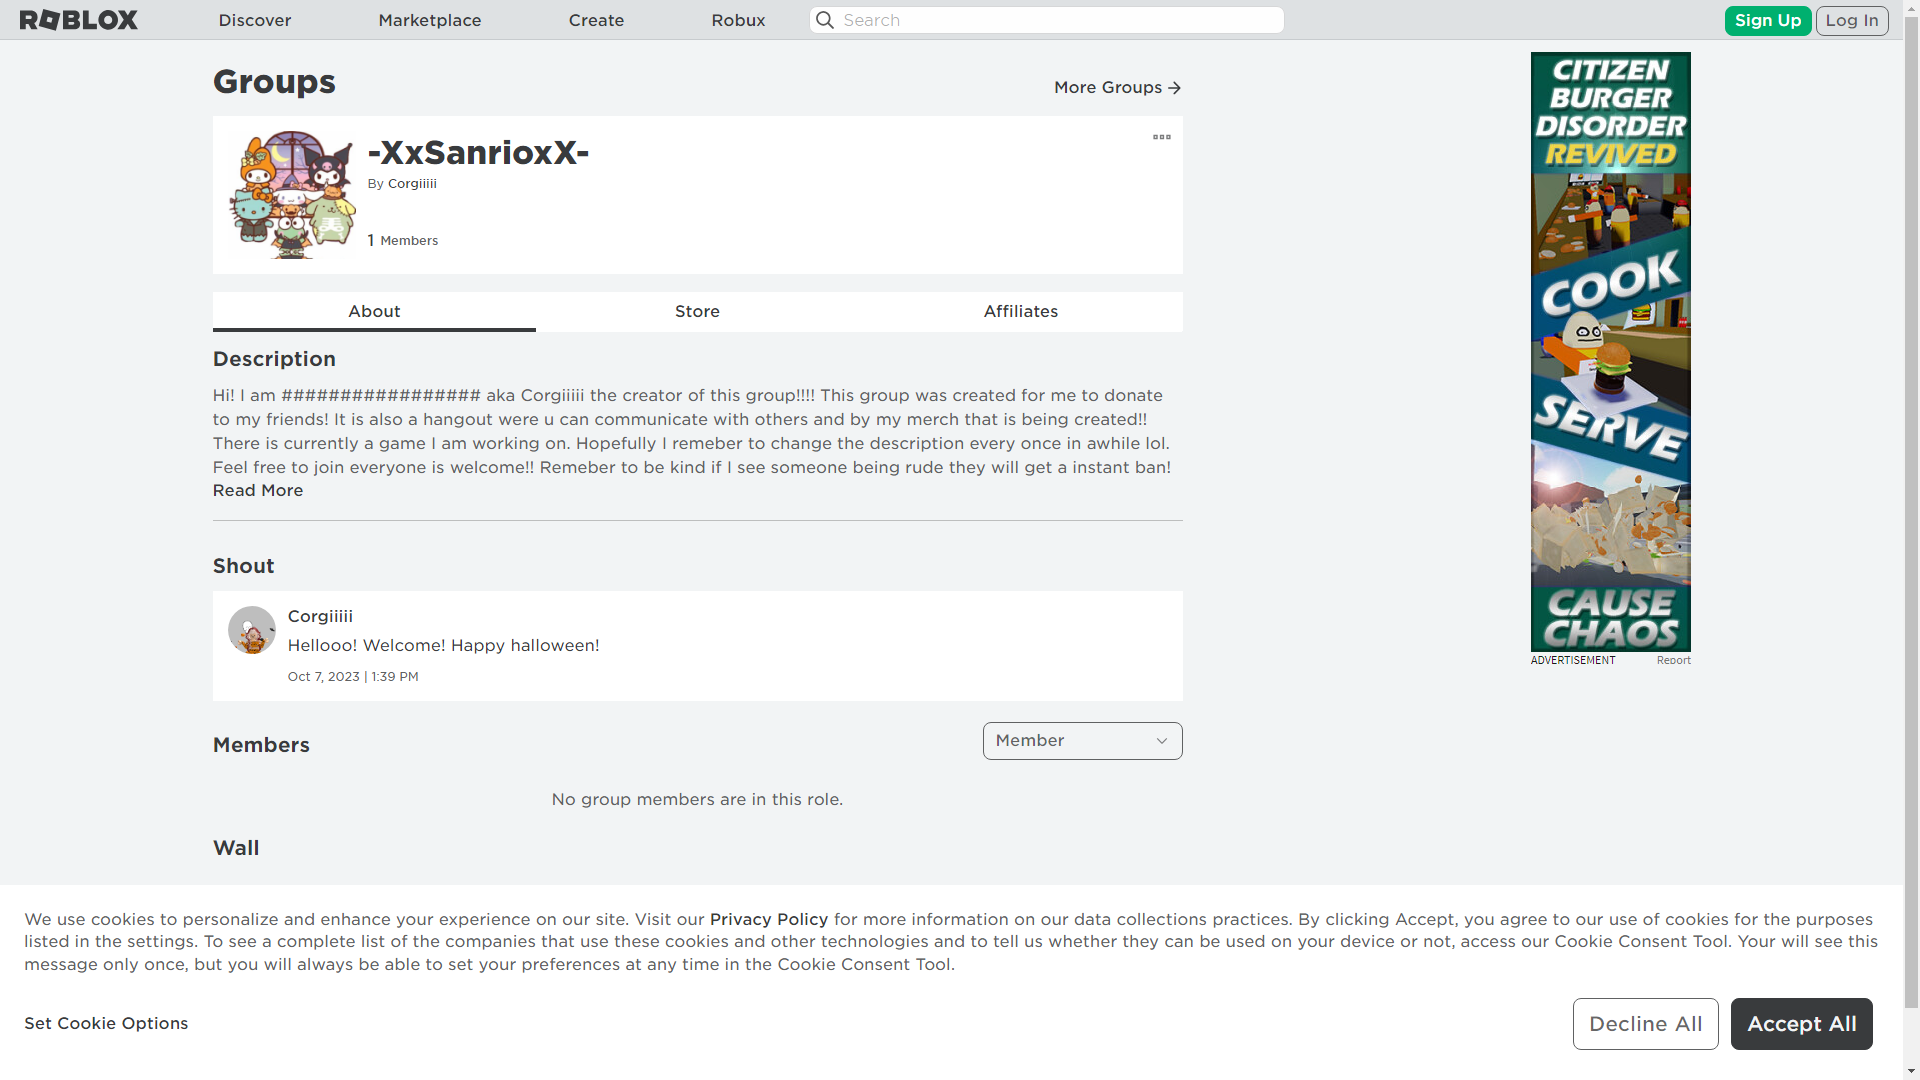 ROBLOX
Discover
Marketplace
Create
Robux
Search
Sign Up
Log In
Groups
More Groups
-XxSanrioxX-
By Corgiiiii
1 Members
About
Store
Affiliates
Description
Hi! I am ################# aka Corgiiiii the creator of this group!!!! This group was created for me to donate
to my friends! It is also a hangout were u can communicate with others and by my merch that is being created!!
There is currently a game I am working on. Hopefully I remeber to change the description every once in awhile lol.
Feel free to join everyone is welcome!! Remeber to be kind if I see someone being rude they will get a instant ban!
Read More
Shout
Corgiiiii
Hellooo! Welcome! Happy halloween!
Oct 7, 2023 | 1:39 PM
Members
Member
No group members are in this role.
Wall
CITIZEN
BURGER
DISORDER
REVIVED
COOK
SERVE
CAUSE
CHAOS
ADVERTISEMENT
Report
We use cookies to personalize and enhance your experience on our site. Visit our Privacy Policy for more information on our data collections practices. By clicking Accept, you agree to our use of cookies for the purposes
listed in the settings. To see a complete list of the companies that use these cookies and other technologies and to tell us whether they can be used on your device or not, access our Cookie Consent Tool. Your will see this
message only once, but you will always be able to set your preferences at any time in the Cookie Consent Tool.
Set Cookie Options
Decline All
Accept All